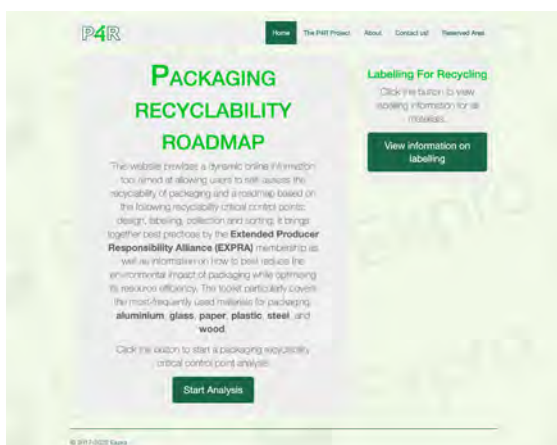 P4R
Home The P4R Project About Contact us! Reserved Area
PACKAGING
RECYCLABILITY
ROADMAP
This website provides a dynamic online information
tool aimed at allowing users to self-assess the
recyclability of packaging and a roadmap based on
the following recyclability critical control points:
design, labelling, collection and sorting. It brings
together best practices by the Extended Producer
Responsibility Alliance (EXPRA) membership as
well as information on how to best reduce the
environmental impact of packaging while optimising
its resource efficiency. The toolkit particularly covers
the most-frequently used materials for packaging,
aluminium, glass, paper, plastic, steel, and
wood.
Click the button to start a packaging recyclability
critical control point analysis.
Start Analysis
Labelling For Recycling
Click the button to view
labelling information for all
materials.
View information on
labelling
© 2017-2022 Expra